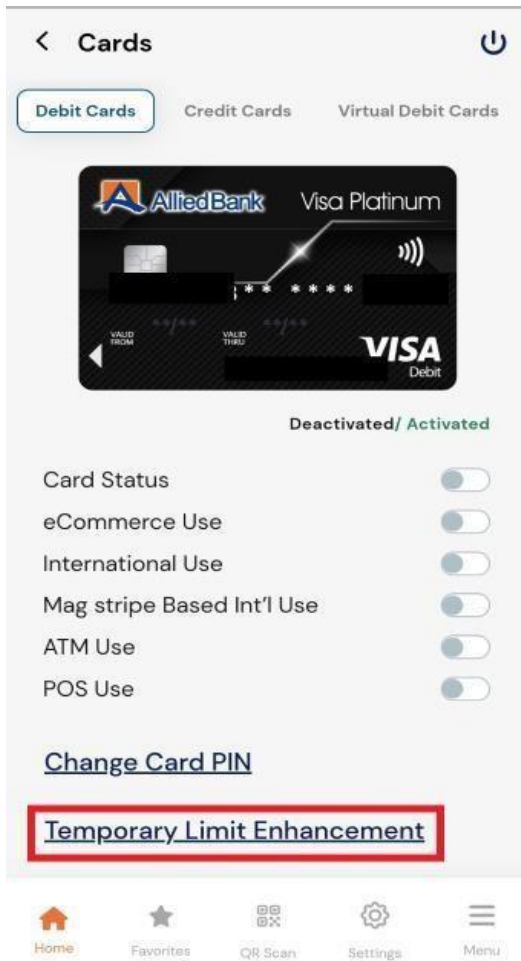 Cards
Debit Cards Credit Cards Virtual Debit Cards
AlliedBank Visa Platinum
** ****
VALID FROM **/** VALID THRU **/**
VISA
Debit
Deactivated/ Activated
Card Status
eCommerce Use
International Use
Mag stripe Based Int'l Use
ATM Use
POS Use
Change Card PIN
Temporary Limit Enhancement
Home Favorites QR Scan Settings Menu